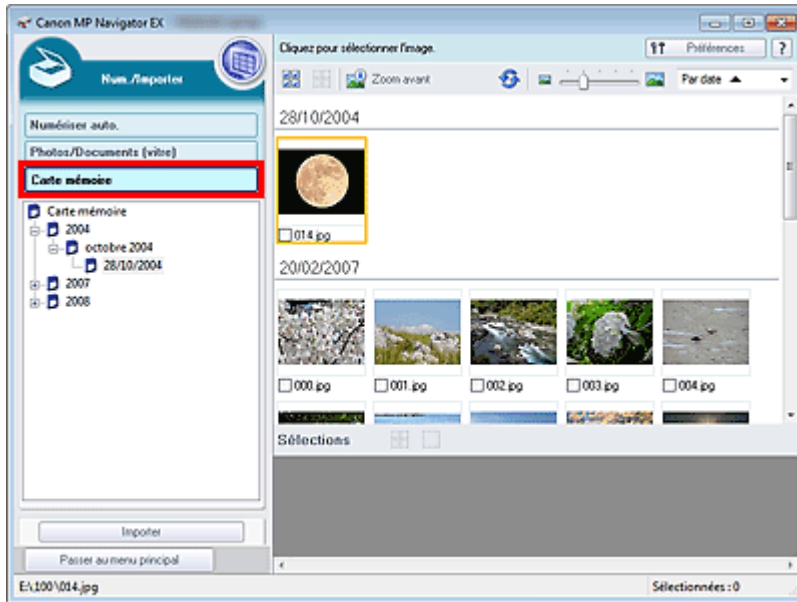 Canon MP Navigator EX
Num./Importer
Numériser auto.
Photos/Documents (vitre)
Carte mémoire
Carte mémoire
2004
octobre 2004
28/10/2004
2007
2008
Importer
Passer au menu principal
Cliquez pour sélectionner l'image.
Préférences
?
Zoom avant
Par date
28/10/2004
014.jpg
20/02/2007
000.jpg
001.jpg
002.jpg
003.jpg
004.jpg
Sélections
E:\100\014.jpg
Sélectionnées : 0